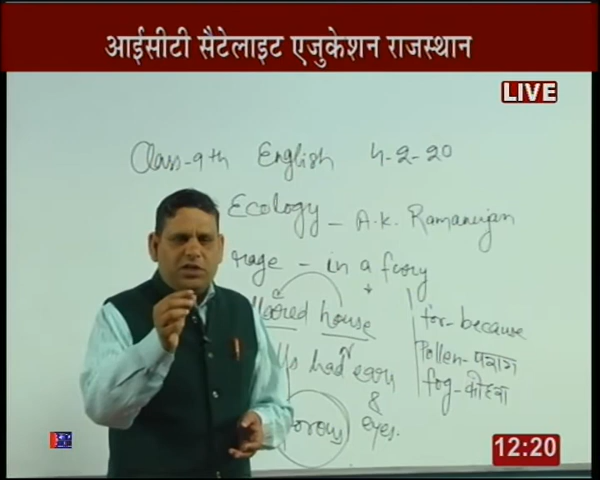 आईसीटी सैटेलाइट एजुकेशन राजस्थान
LIVE
Class-9th English 4-2-20
Ecology - A.K. Ramanujan
rage - in a fury
house
for- because
had ears
Pollen- पराग
&
fog- कोहरा
eyes.
12:20